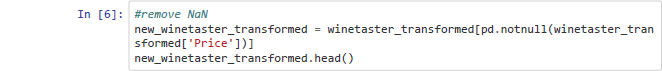 In [6]: #remove NaN
new_winetaster_transformed = winetaster_transformed[pd.notnull(winetaster_tran
sformed['Price'])]
new_winetaster_transformed.head()